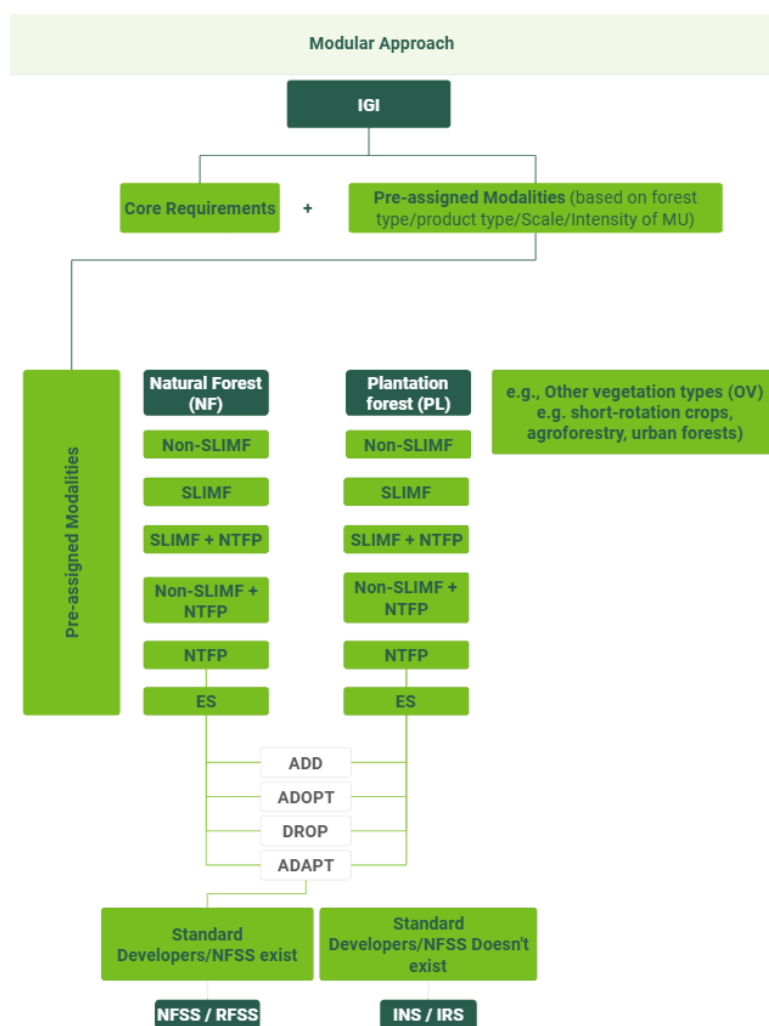 Modular Approach
IGI
Core Requirements
+
Pre-assigned Modalities (based on forest
type/product type/Scale/Intensity of MU)
Pre-assigned Modalities
Natural Forest
(NF)
Non-SLIMF
SLIMF
SLIMF + NTFP
Non-SLIMF +
NTFP
NTFP
ES
Plantation
forest (PL)
Non-SLIMF
SLIMF
SLIMF + NTFP
Non-SLIMF +
NTFP
NTFP
ES
e.g., Other vegetation types (OV)
e.g. short-rotation crops,
agroforestry, urban forests)
ADD
ADOPT
DROP
ADAPT
Standard
Developers/NFSS exist
Standard
Developers/NFSS Doesn't
exist
NFSS / RFSS
INS / IRS